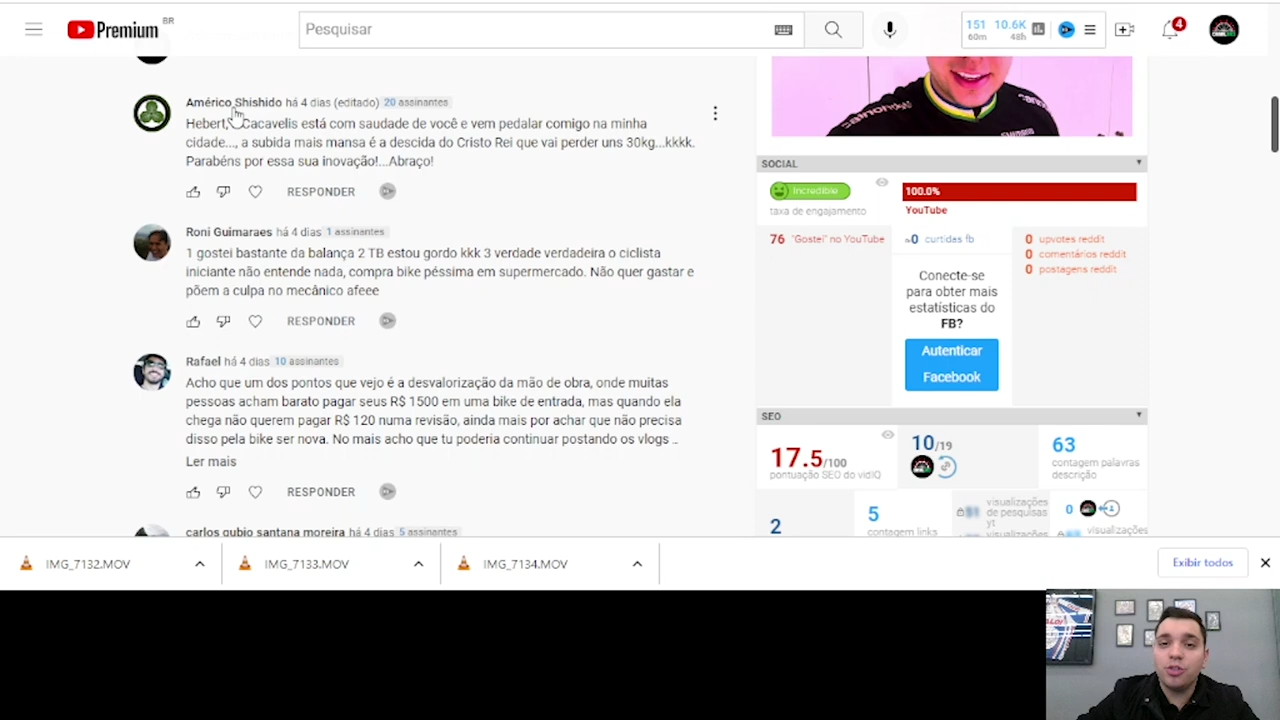 Premium BR
Pesquisar
151 10.6K
60m 48h
4
Américo Shishido há 4 dias (editado) 20 assinantes
Hebert, Cacavelis está com saudade de você e vem pedalar comigo na minha
cidade..., a subida mais mansa é a descida do Cristo Rei que vai perder uns 30kg...kkkk.
Parabéns por essa sua inovação!...Abraço!
RESPONDER
Roni Guimaraes há 4 dias 1 assinantes
1 gostei bastante da balança 2 TB estou gordo kkk 3 verdade verdadeira o ciclista
iniciante não entende nada, compra bike péssima em supermercado. Não quer gastar e
põem a culpa no mecânico afeee
RESPONDER
Rafael há 4 dias 10 assinantes
Acho que um dos pontos que vejo é a desvalorização da mão de obra, onde muitas
pessoas acham barato pagar seus R$ 1500 em uma bike de entrada, mas quando ela
chega não querem pagar R$ 120 numa revisão, ainda mais por achar que não precisa
disso pela bike ser nova. No mais acho que tu poderia continuar postando os vlogs ..
Ler mais
RESPONDER
carlos gubio santana moreira há 4 dias 5 assinantes
SHIMANO
SOCIAL
Incredible
taxa de engajamento
100.0%
YouTube
76 "Gostei" no YouTube
0 curtidas fb
Conecte-se
para obter mais
estatísticas do
FB?
Autenticar
Facebook
0 upvotes reddit
0 comentários reddit
0 postagens reddit
SEO
17.5/100
pontuação SEO do vidIQ
10/19
63
contagem palavras
descrição
2
5
contagem links
visualizações
de pesquisas
yt
visualizações
0
visualizações
IMG_7132.MOV
IMG_7133.MOV
IMG_7134.MOV
Exibir todos